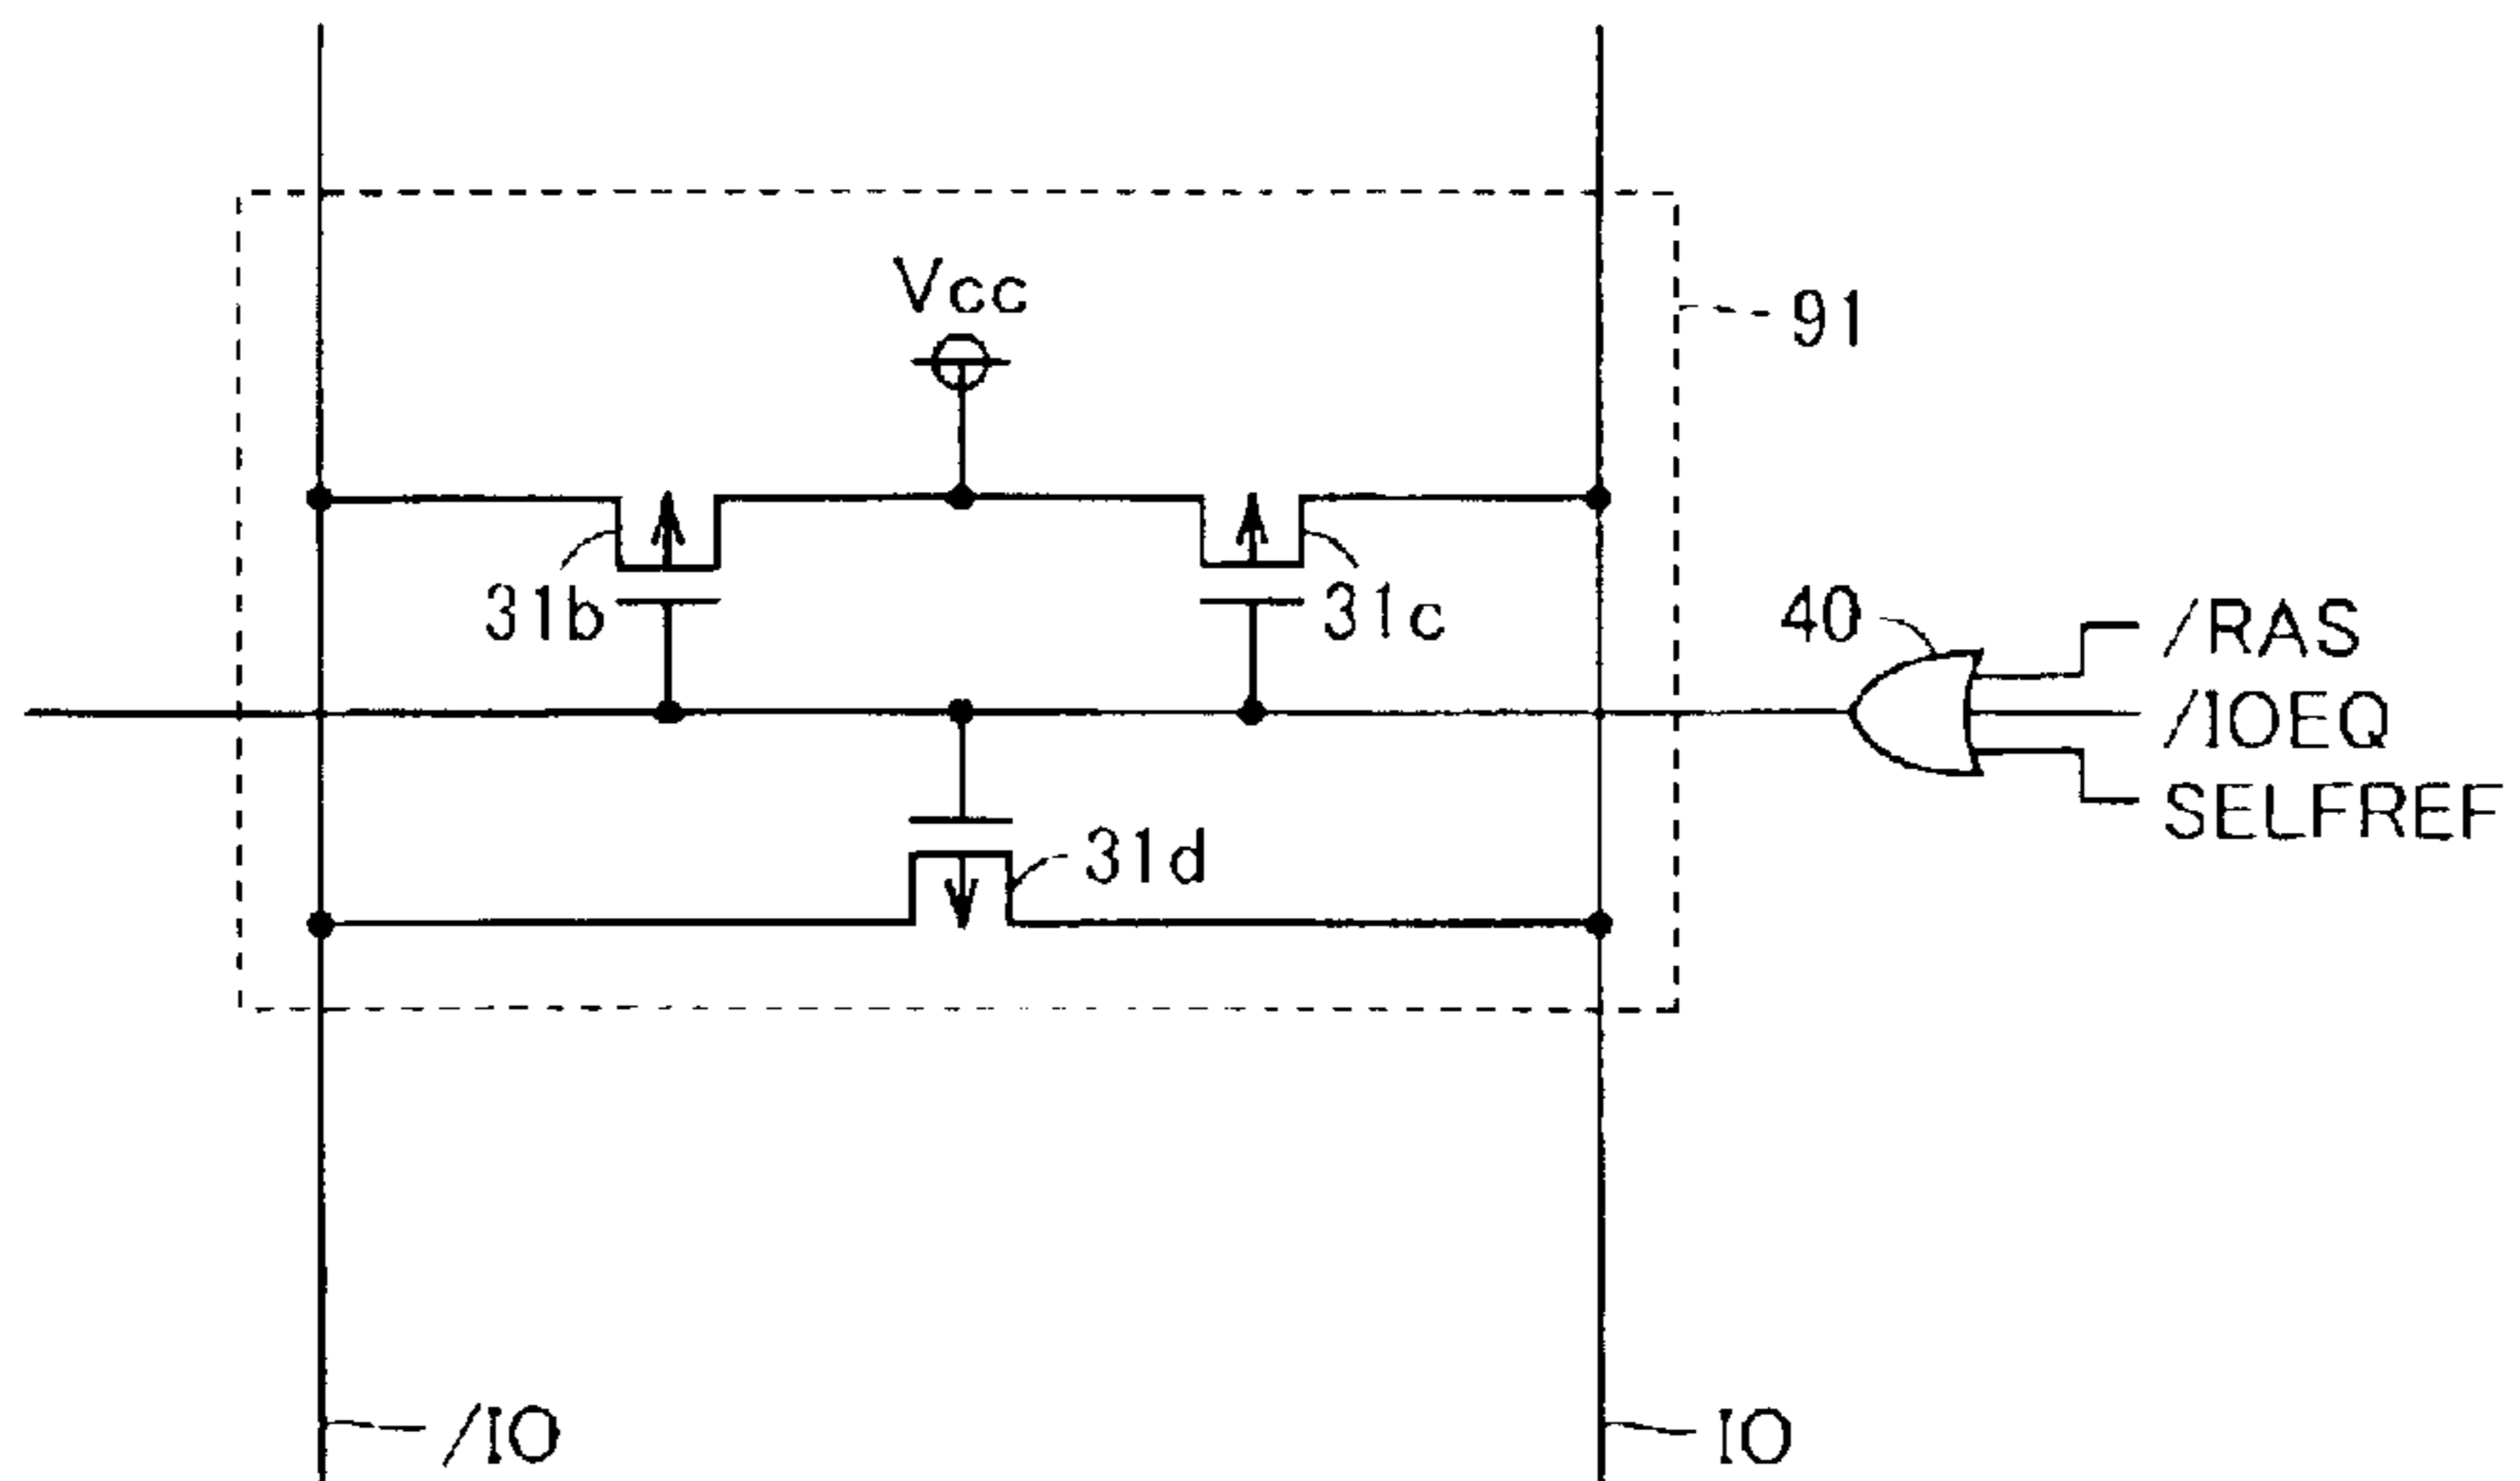 Vcc
91
31b
31c
40
/RAS
/IOEQ
SELFREF
31d
/IO
IO